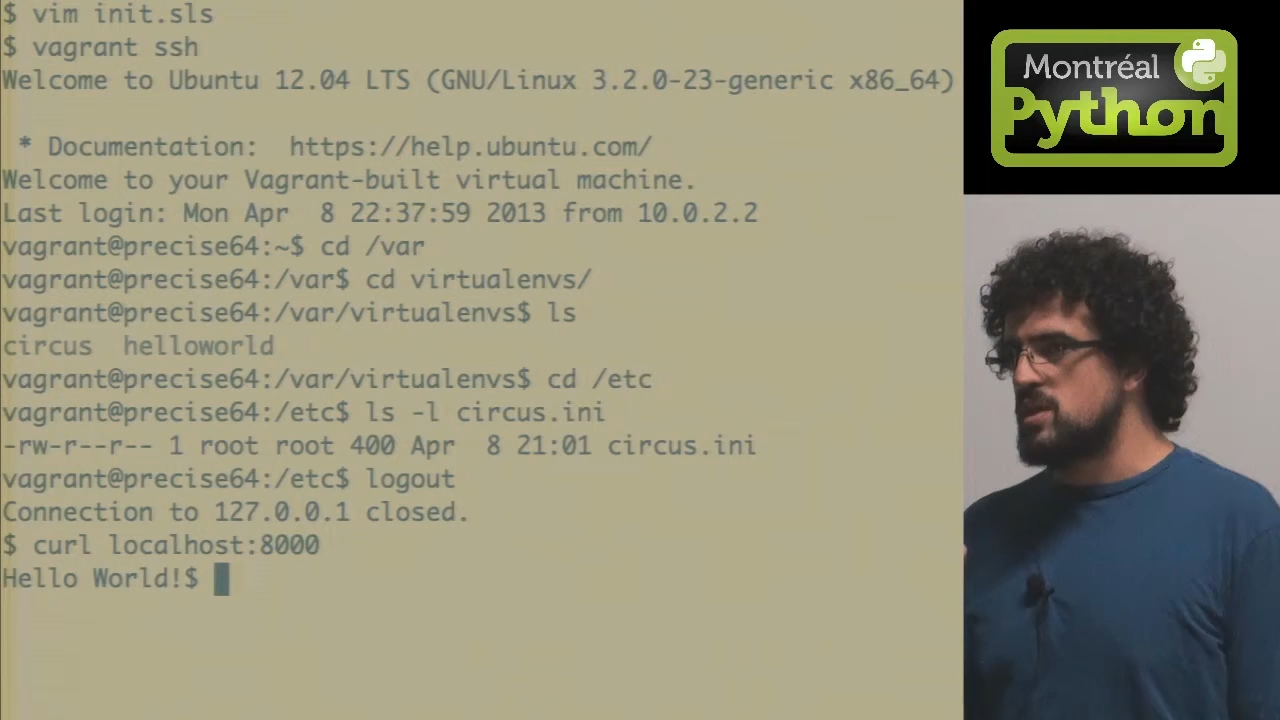 $ vim init.sls
$ vagrant ssh
Welcome to Ubuntu 12.04 LTS (GNU/Linux 3.2.0-23-generic x86_64)
* Documentation:  https://help.ubuntu.com/
Welcome to your Vagrant-built virtual machine.
Last login: Mon Apr  8 22:37:59 2013 from 10.0.2.2
vagrant@precise64:~$ cd /var
vagrant@precise64:/var$ cd virtualenvs/
vagrant@precise64:/var/virtualenvs$ ls
circus  helloworld
vagrant@precise64:/var/virtualenvs$ cd /etc
vagrant@precise64:/etc$ ls -l circus.ini
-rw-r--r-- 1 root root 400 Apr  8 21:01 circus.ini
vagrant@precise64:/etc$ logout
Connection to 127.0.0.1 closed.
$ curl localhost:8000
Hello World!$
Montréal
Python